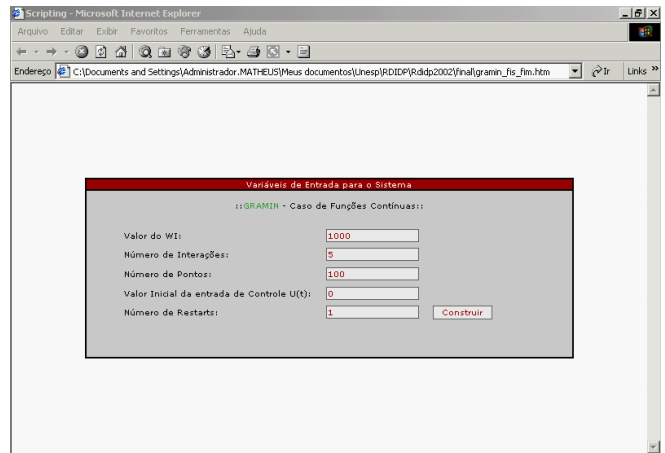 Scripting - Microsoft Internet Explorer
Arquivo Editar Exibir Favoritos Ferramentas Ajuda
Endereço C:\Documents and Settings\Administrador.MATHEUS\Meus documentos\Unesp\RDIDP\Rdidp2002\final\gramin_fis_fim.htm Ir Links »
Variáveis de Entrada para o Sistema
::GRAMIN - Caso de Funções Contínuas::
Valor do WI: 1000
Número de Interações: 5
Número de Pontos: 100
Valor Inicial da entrada de Controle U(t): 0
Número de Restarts: 1 Construir